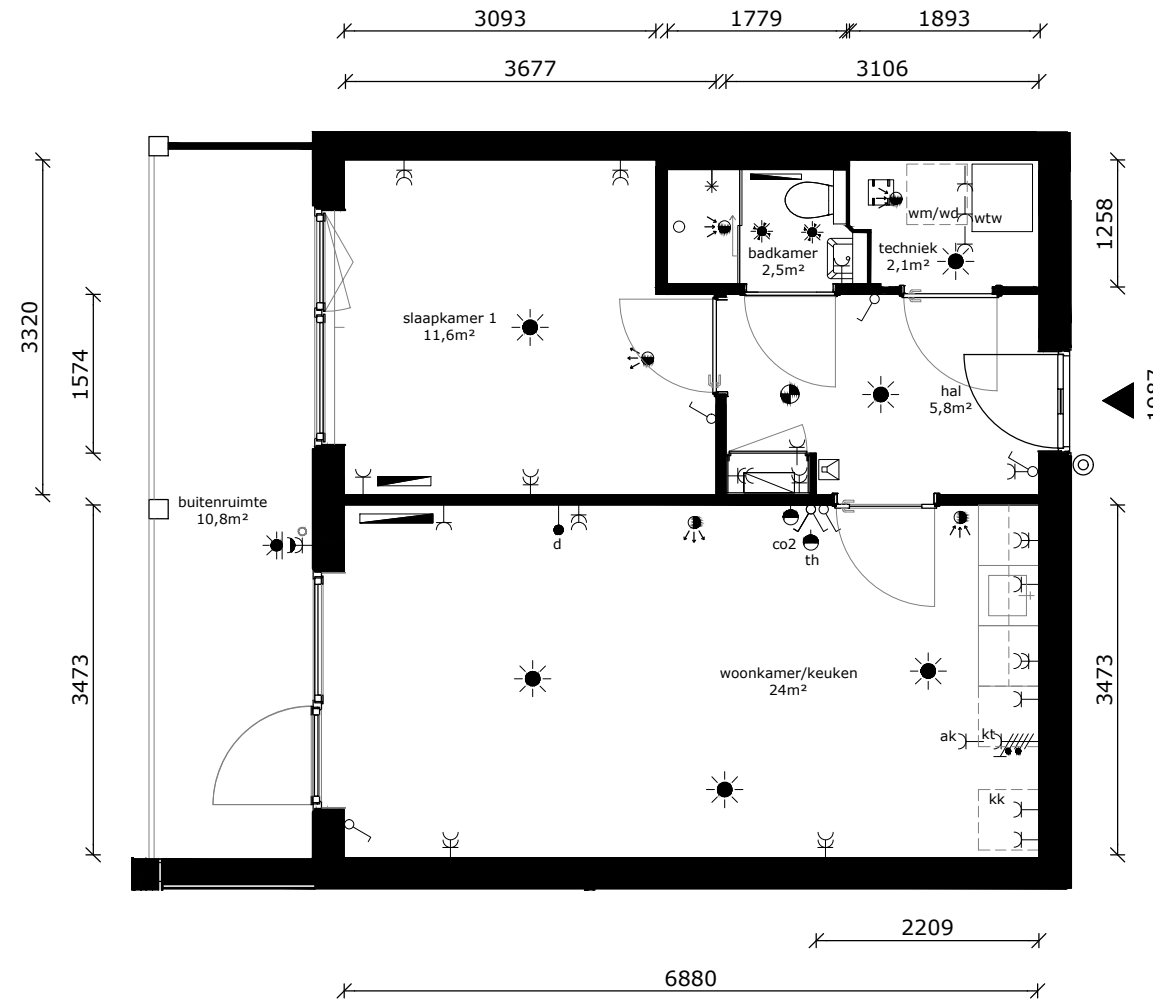 3093 1779 1893
3677 3106
3320
1574
1258
wm/wd wtw
badkamer
2,5m²
techniek
2,1m²
slaapkamer 1
11,6m²
hal
5,8m²
buitenruimte
10,8m²
d
co2
th
3473
woonkamer/keuken
24m²
ak kt
kk
3473
2209
6880